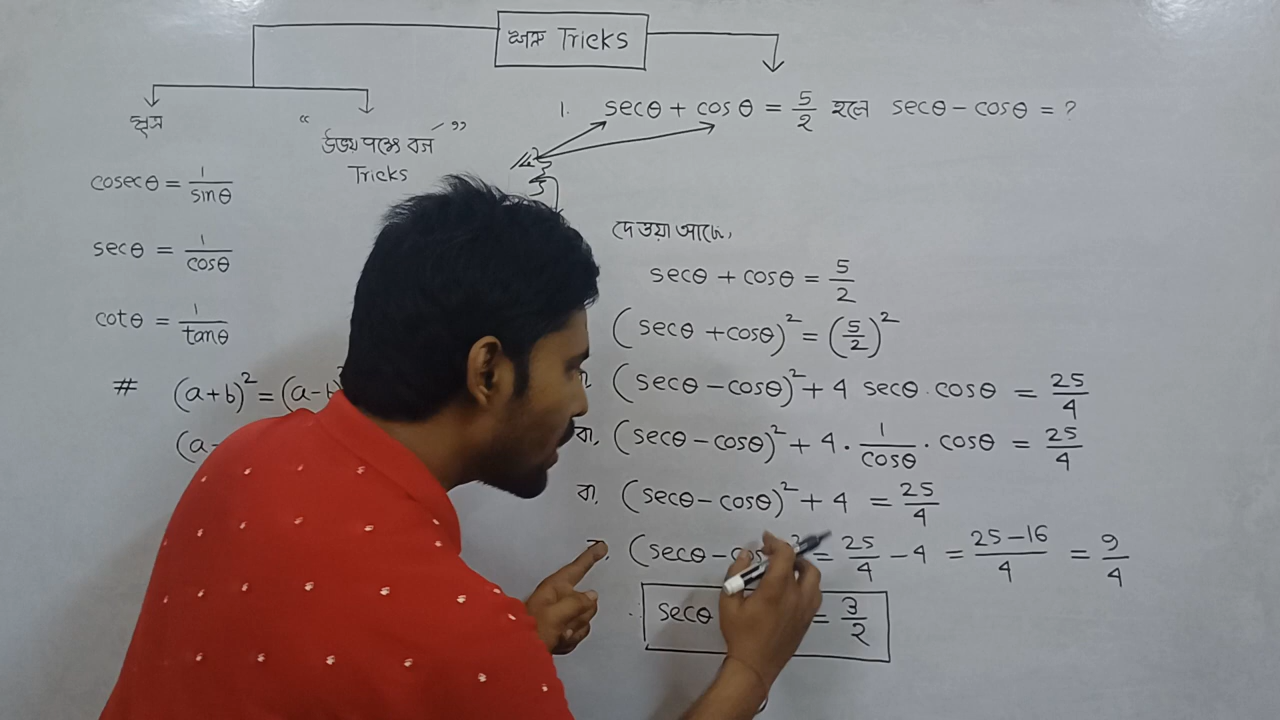 Tricks
সূত্র
“ উভয় পক্ষে বর্গ ”
Tricks
cosecθ = 1/sinθ
secθ = 1/cosθ
cotθ = 1/tanθ
# (a+b)² = (a-b
(a-
1. secθ + cosθ = 5/2 হলে secθ - cosθ = ?
দেওয়া আছে,
secθ + cosθ = 5/2
(secθ + cosθ)² = (5/2)²
(secθ - cosθ)² + 4 secθ . cosθ = 25/4
বা, (secθ - cosθ)² + 4 . 1/cosθ . cosθ = 25/4
বা, (secθ - cosθ)² + 4 = 25/4
(secθ - cos = 25/4 - 4 = 25-16/4 = 9/4
secθ = 3/2